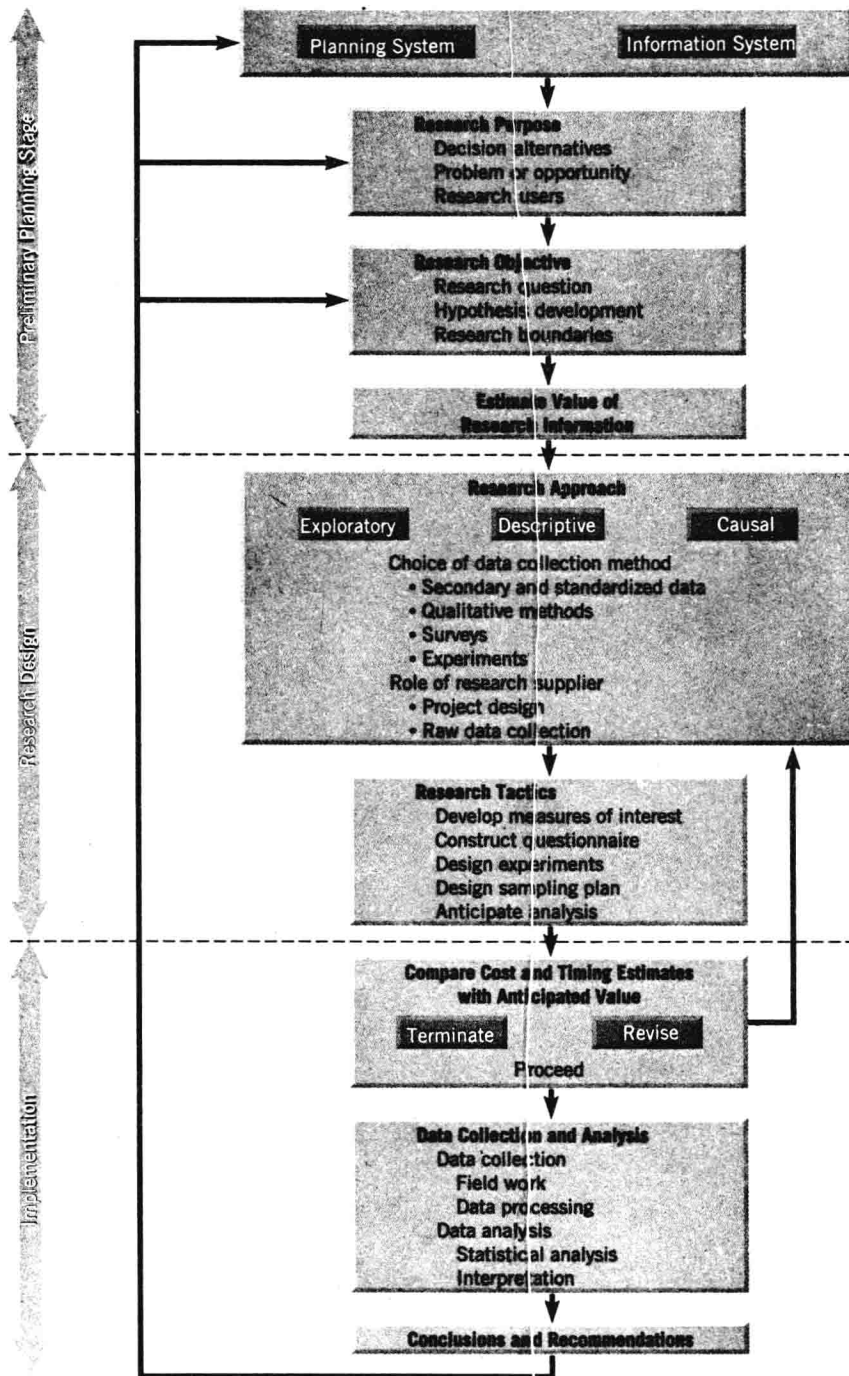 Planning System
Information System
Preliminary Planning Stage
Research Purpose
Decision alternatives
Problem or opportunity
Research users
Research Objective
Research question
Hypothesis development
Research boundaries
Estimate Value of
Research Information
Research Design
Research Approach
Exploratory
Descriptive
Causal
Choice of data collection method
• Secondary and standardized data
• Qualitative methods
• Surveys
• Experiments
Role of research supplier
• Project design
• Raw data collection
Research Tactics
Develop measures of interest
Construct questionnaire
Design experiments
Design sampling plan
Anticipate analysis
Implementation
Compare Cost and Timing Estimates
with Anticipated Value
Terminate
Revise
Proceed
Data Collection and Analysis
Data collection
Field work
Data processing
Data analysis
Statistical analysis
Interpretation
Conclusions and Recommendations